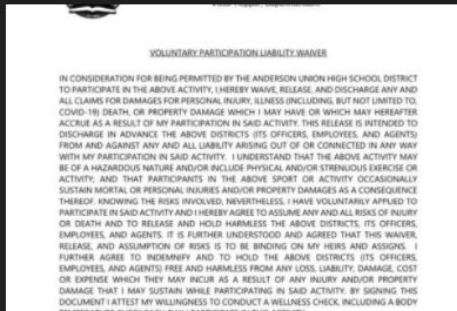 VOLUNTARY PARTICIPATION LIABILITY WAIVER
IN CONSIDERATION FOR BEING PERMITTED BY THE ANDERSON UNION HIGH SCHOOL DISTRICT
TO PARTICIPATE IN THE ABOVE ACTIVITY, I HEREBY WAIVE, RELEASE, AND DISCHARGE ANY AND
ALL CLAIMS FOR DAMAGES FOR PERSONAL INJURY, ILLNESS (INCLUDING, BUT NOT LIMITED TO,
COVID-19) DEATH, OR PROPERTY DAMAGE WHICH I MAY HAVE OR WHICH MAY HEREAFTER
ACCRUE AS A RESULT OF MY PARTICIPATION IN SAID ACTIVITY. THIS RELEASE IS INTENDED TO
DISCHARGE IN ADVANCE THE ABOVE DISTRICTS (ITS OFFICERS, EMPLOYEES, AND AGENTS)
FROM AND AGAINST ANY AND ALL LIABILITY ARISING OUT OF OR CONNECTED IN ANY WAY
WITH MY PARTICIPATION IN SAID ACTIVITY. I UNDERSTAND THAT THE ABOVE ACTIVITY MAY
BE OF A HAZARDOUS NATURE AND/OR INCLUDE PHYSICAL AND/OR STRENUOUS EXERCISE OR
ACTIVITY; AND THAT PARTICIPANTS IN THE ABOVE SPORT OR ACTIVITY OCCASIONALLY
SUSTAIN MORTAL OR PERSONAL INJURIES AND/OR PROPERTY DAMAGES AS A CONSEQUENCE
THEREOF. KNOWING THE RISKS INVOLVED, NEVERTHELESS, I HAVE VOLUNTARILY APPLIED TO
PARTICIPATE IN SAID ACTIVITY AND I HEREBY AGREE TO ASSUME ANY AND ALL RISKS OF INJURY
OR DEATH AND TO RELEASE AND HOLD HARMLESS THE ABOVE DISTRICTS, ITS OFFICERS,
EMPLOYEES, AND AGENTS. IT IS FURTHER UNDERSTOOD AND AGREED THAT THIS WAIVER,
RELEASE, AND ASSUMPTION OF RISKS IS TO BE BINDING ON MY HEIRS AND ASSIGNS. I
FURTHER AGREE TO INDEMNIFY AND TO HOLD THE ABOVE DISTRICTS (ITS OFFICERS,
EMPLOYEES, AND AGENTS) FREE AND HARMLESS FROM ANY LOSS, LIABILITY, DAMAGE, COST
OR EXPENSE WHICH THEY MAY INCUR AS A RESULT OF ANY INJURY AND/OR PROPERTY
DAMAGE THAT I MAY SUSTAIN WHILE PARTICIPATING IN SAID ACTIVITY. BY SIGNING THIS
DOCUMENT I ATTEST MY WILLINGNESS TO CONDUCT A WELLNESS CHECK, INCLUDING A BODY